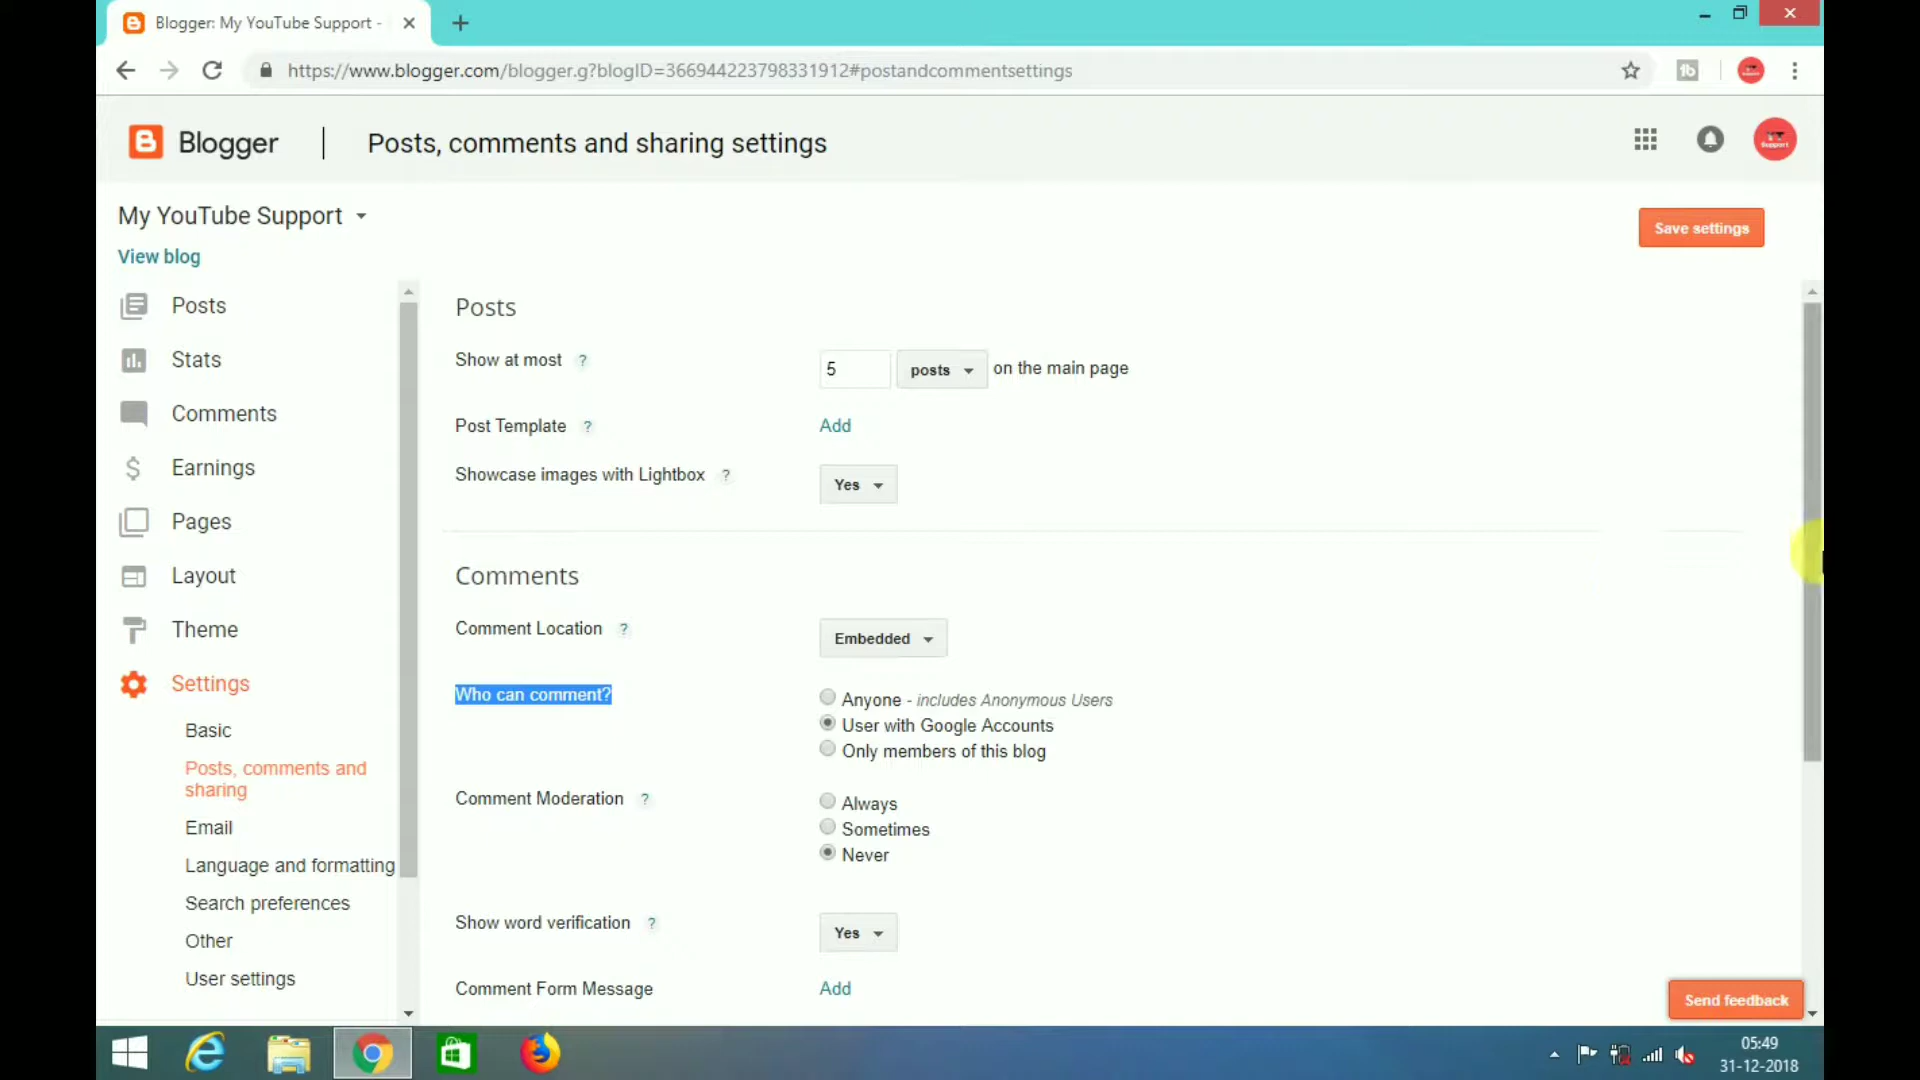 Blogger: My YouTube Support -
https://www.blogger.com/blogger.g?blogID=366944223798331912#postandcommentsettings
Blogger
Posts, comments and sharing settings
My YouTube Support
Save settings
View blog
Posts
Stats
Comments
Earnings
Pages
Layout
Theme
Settings
Basic
Posts, comments and
sharing
Email
Language and formatting
Search preferences
Other
User settings
Posts
Show at most ? 5 posts on the main page
Post Template ? Add
Showcase images with Lightbox ? Yes
Comments
Comment Location ? Embedded
Who can comment?
Anyone - includes Anonymous Users
User with Google Accounts
Only members of this blog
Comment Moderation ?
Always
Sometimes
Never
Show word verification ? Yes
Comment Form Message Add
Send feedback
05:49
31-12-2018